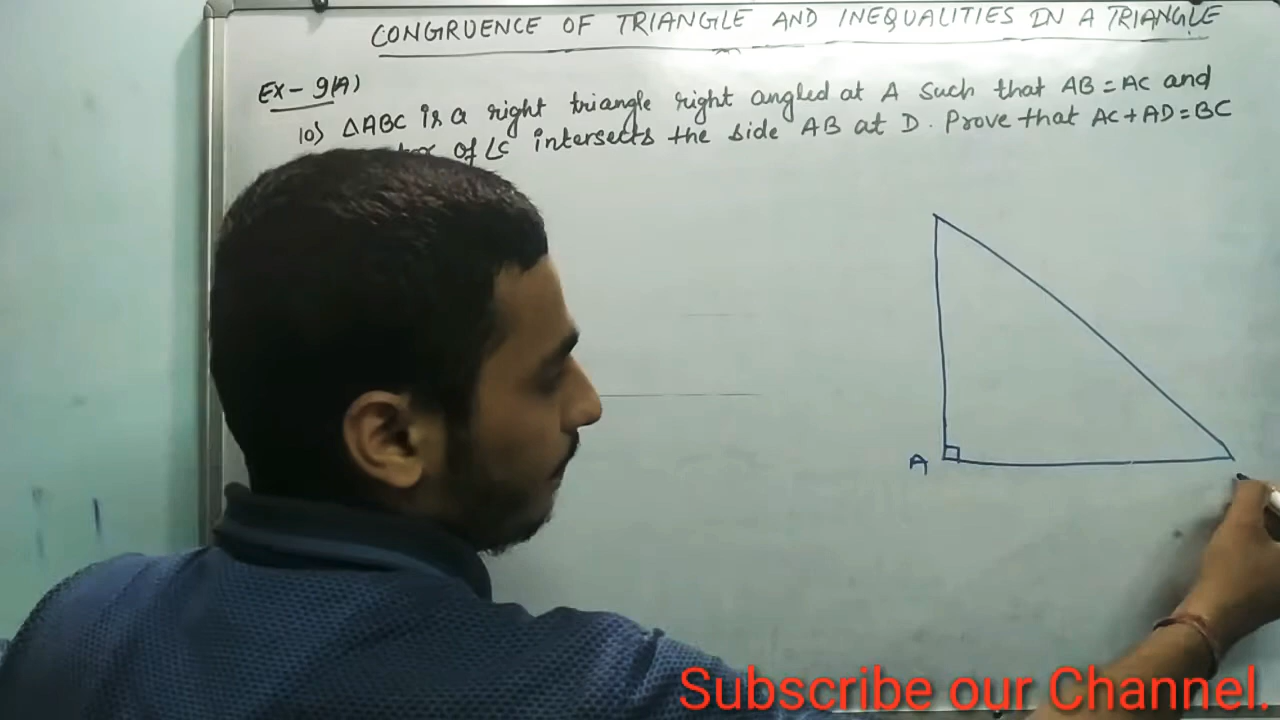 CONGRUENCE OF TRIANGLE AND INEQUALITIES IN A TRIANGLE
EX - 9(A)
10) △ABC is a right triangle right angled at A such that AB = AC and
of ∠C intersects the side AB at D. Prove that AC + AD = BC
A
Subscribe our Channel.